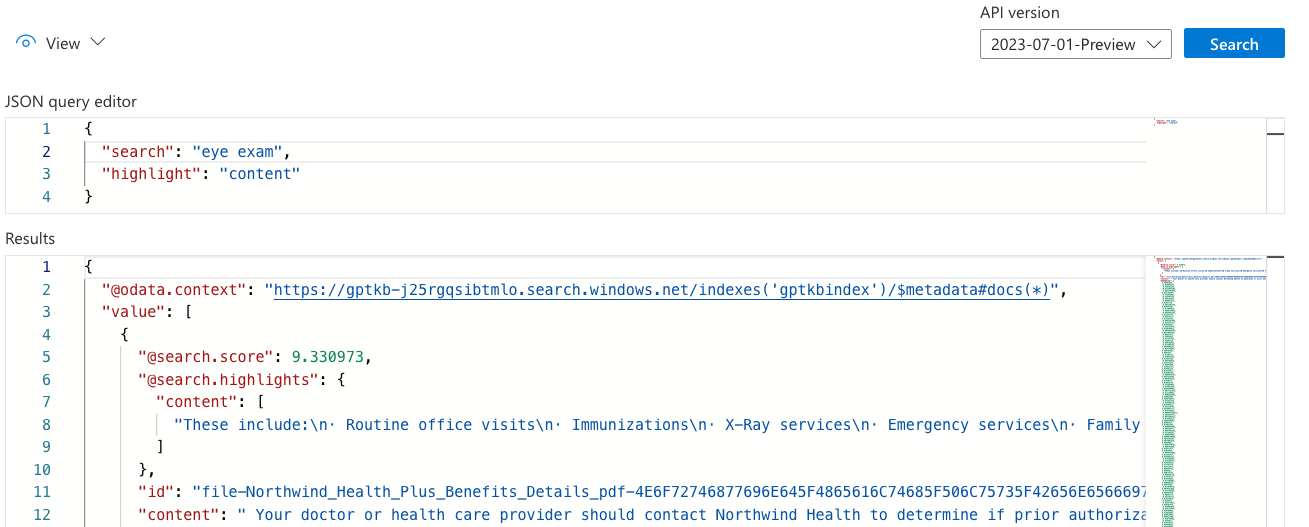 API version
View
2023-07-01-Preview
Search
JSON query editor
1 {
2 "search": "eye exam",
3 "highlight": "content"
4 }
Results
1 {
2 "@odata.context": "https://gptkb-j25rgqsibtmlo.search.windows.net/indexes('gptkbindex')/$metadata#docs(*)",
3 "value": [
4 {
5 "@search.score": 9.330973,
6 "@search.highlights": {
7 "content": [
8 "These include:\n· Routine office visits\n· Immunizations\n· X-Ray services\n· Emergency services\n· Family
9 ]
10 },
11 "id": "file-Northwind_Health_Plus_Benefits_Details_pdf-4E6F72746877696E645F4865616C74685F506C75735F42656E6566697
12 "content": " Your doctor or health care provider should contact Northwind Health to determine if prior authoriza